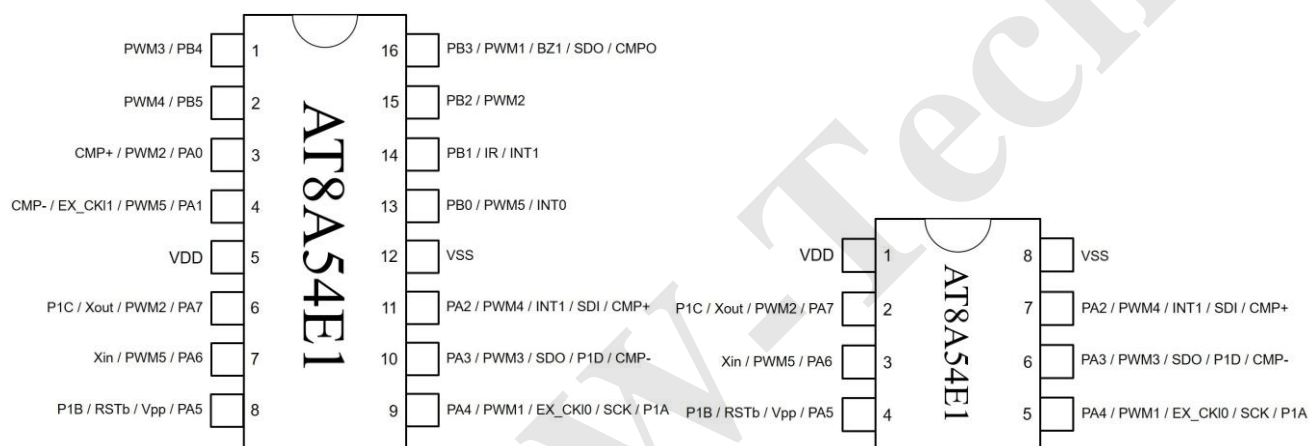 PWM3 / PB4 1 16 PB3 / PWM1 / BZ1 / SDO / CMPO
PWM4 / PB5 2 15 PB2 / PWM2
CMP+ / PWM2 / PA0 3 14 PB1 / IR / INT1
CMP- / EX_CKI1 / PWM5 / PA1 4 13 PB0 / PWM5 / INT0
VDD 5 12 VSS
P1C / Xout / PWM2 / PA7 6 11 PA2 / PWM4 / INT1 / SDI / CMP+
Xin / PWM5 / PA6 7 10 PA3 / PWM3 / SDO / P1D / CMP-
P1B / RSTb / Vpp / PA5 8 9 PA4 / PWM1 / EX_CKI0 / SCK / P1A
AT8A54E1
VDD 1 8 VSS
P1C / Xout / PWM2 / PA7 2 7 PA2 / PWM4 / INT1 / SDI / CMP+
Xin / PWM5 / PA6 3 6 PA3 / PWM3 / SDO / P1D / CMP-
P1B / RSTb / Vpp / PA5 4 5 PA4 / PWM1 / EX_CKI0 / SCK / P1A
AT8A54E1